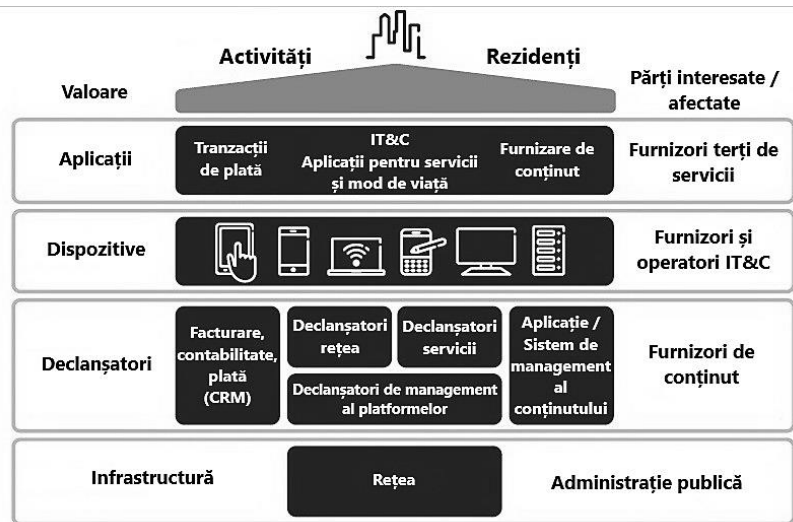 Activități
Rezidenți
Valoare
Părți interesate /
afectate
Aplicații
Tranzacții
de plată
IT&C
Aplicații pentru servicii
și mod de viață
Furnizare de
conținut
Furnizori terți de
servicii
Dispozitive
Furnizori și
operatori IT&C
Declanșatori
Facturare,
contabilitate,
plată
(CRM)
Declanșatori
rețea
Declanșatori
servicii
Declanșatori de management
al platformelor
Aplicație /
Sistem de
management
al
conținutului
Furnizori de
conținut
Infrastructură
Rețea
Administrație publică